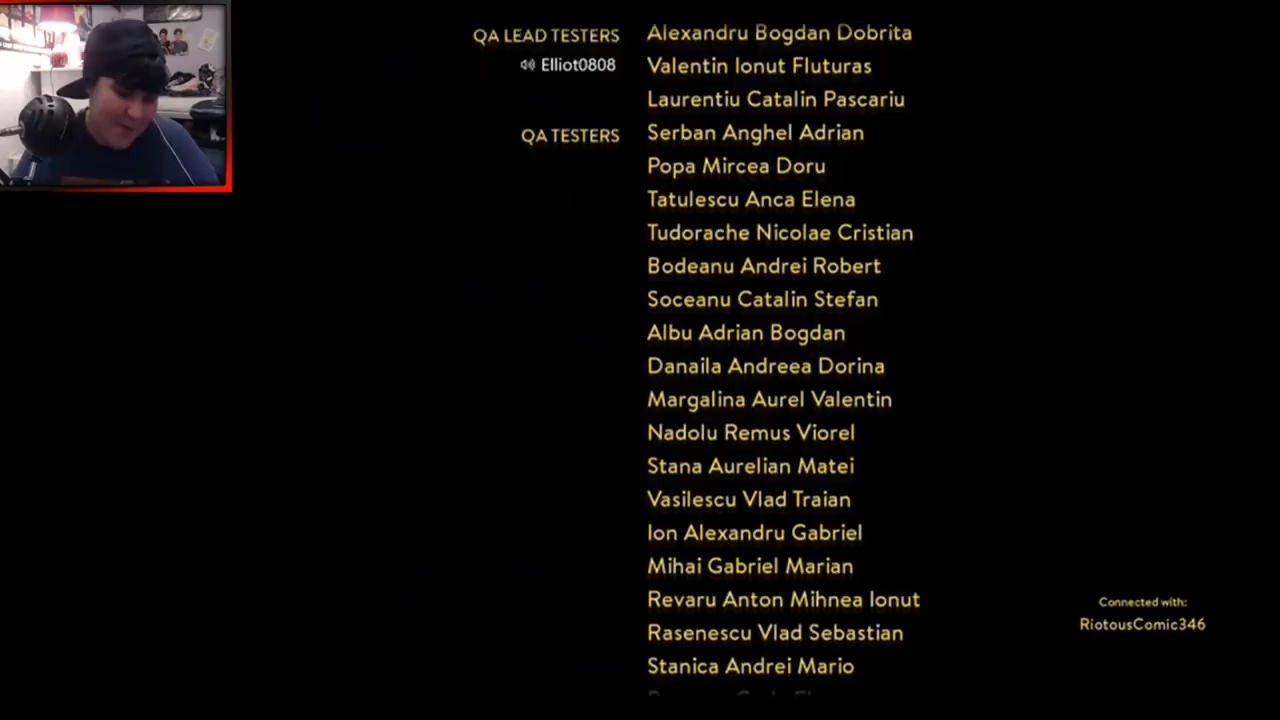 QA LEAD TESTERS
Alexandru Bogdan Dobrita
Elliot0808
Valentin Ionut Fluturas
Laurentiu Catalin Pascariu
QA TESTERS
Serban Anghel Adrian
Popa Mircea Doru
Tatulescu Anca Elena
Tudorache Nicolae Cristian
Bodeanu Andrei Robert
Soceanu Catalin Stefan
Albu Adrian Bogdan
Danaila Andreea Dorina
Margalina Aurel Valentin
Nadolu Remus Viorel
Stana Aurelian Matei
Vasilescu Vlad Traian
Ion Alexandru Gabriel
Mihai Gabriel Marian
Revaru Anton Mihnea Ionut
Rasenescu Vlad Sebastian
Stanica Andrei Mario
Connected with:
RiotousComic346